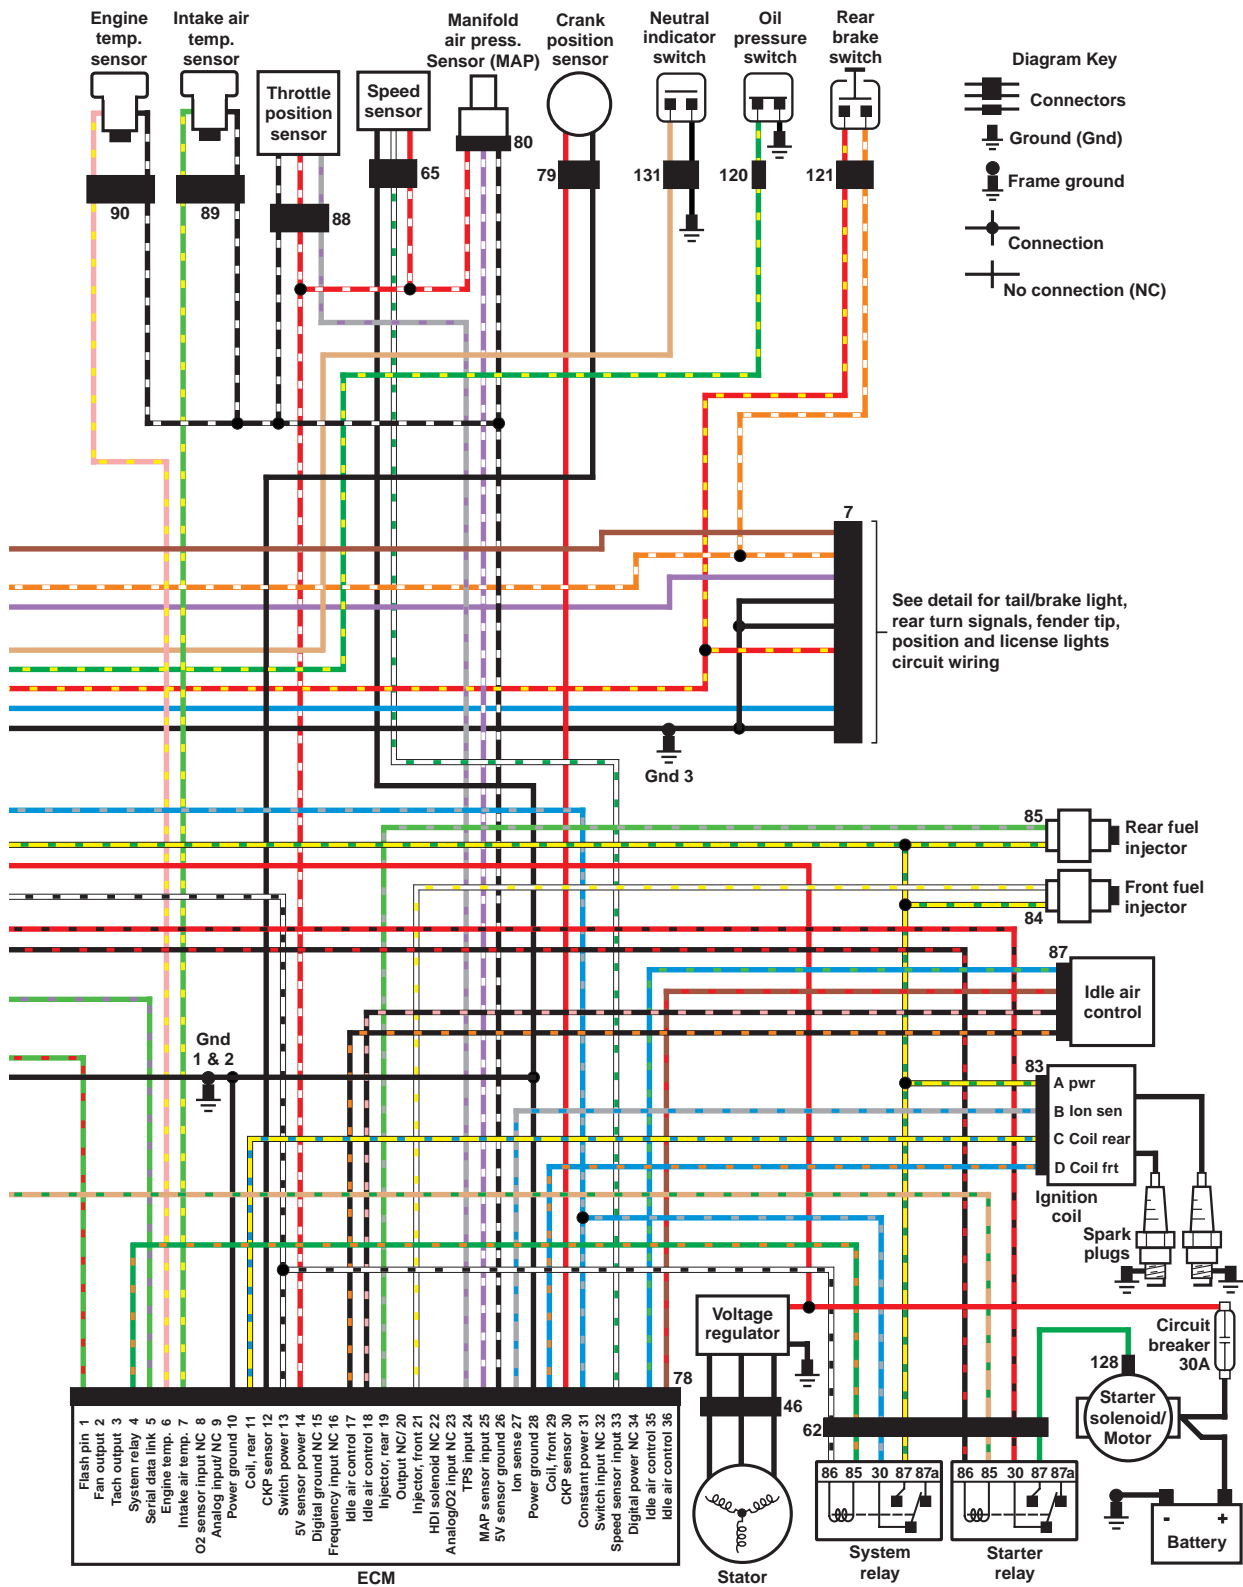 Engine
temp.
sensor
Intake air
temp.
sensor
Throttle
position
sensor
Speed
sensor
Manifold
air press.
Sensor (MAP)
Crank
position
sensor
Neutral
indicator
switch
Oil
pressure
switch
Rear
brake
switch
Diagram Key
Connectors
Ground (Gnd)
Frame ground
Connection
No connection (NC)
90
89
88
65
80
79
131
120
121
7
See detail for tail/brake light,
rear turn signals, fender tip,
position and license lights
circuit wiring
Gnd 3
85
Rear fuel
injector
Front fuel
injector
84
87
Idle air
control
Gnd
1 & 2
83
A pwr
B Ion sen
C Coil rear
D Coil frt
Ignition
coil
Spark
plugs
Voltage
regulator
Circuit
breaker
30A
128
Starter
solenoid/
Motor
78
46
62
Flash pin 1
Fan output 2
Tach output 3
System relay 4
Serial data link 5
Engine temp. 6
Intake air temp. 7
O2 sensor input NC 8
Analog input/ NC 9
Power ground 10
Coil, rear 11
CKP sensor 12
Switch power 13
5V sensor power 14
Digital ground NC 15
Frequency input NC 16
Idle air control 17
Idle air control 18
Injector, rear 19
Output NC/ 20
Injector, front 21
HDI solenoid NC 22
Analog/O2 input NC 23
TPS input 24
MAP sensor input 25
5V sensor ground 26
Ion sense 27
Power ground 28
Coil, front 29
CKP sensor 30
Constant power 31
Switch input NC 32
Speed sensor input 33
Digital power NC 34
Idle air control 35
Idle air control 36
ECM
Stator
86 85 30 87 87a
System
relay
86 85 30 87 87a
Starter
relay
- +
Battery